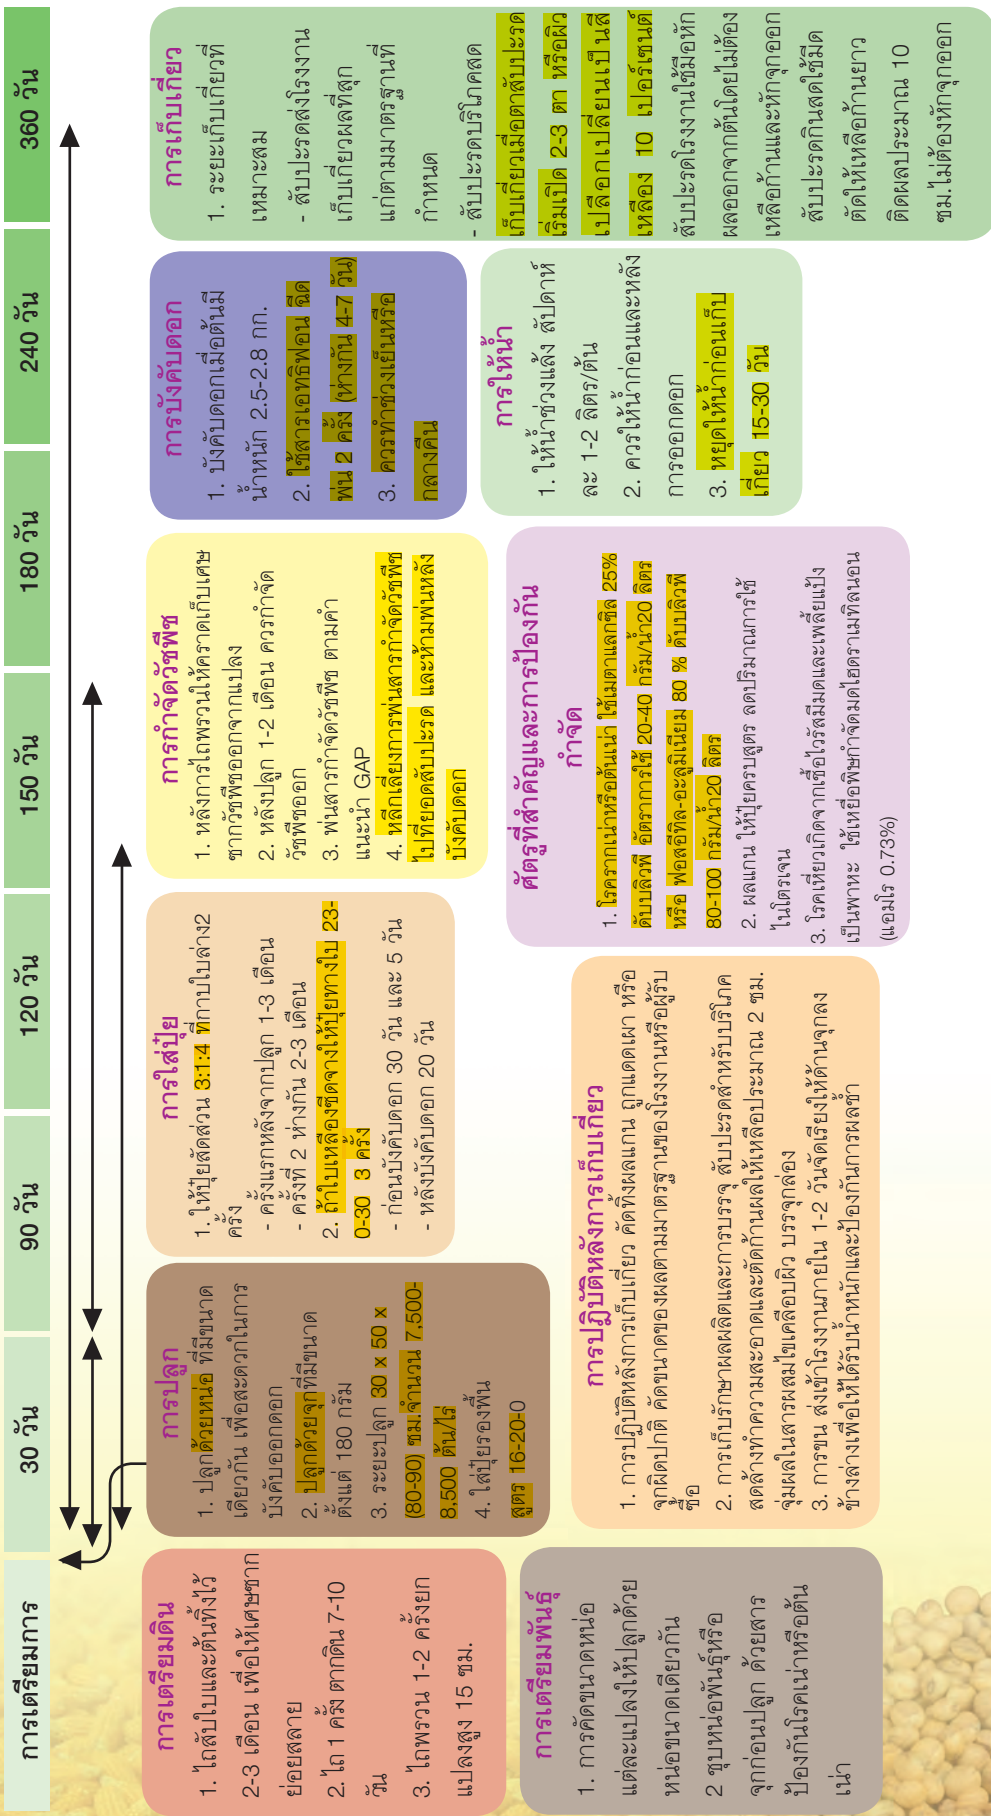 การเตรียมการ
30 วัน
90 วัน
120 วัน
150 วัน
180 วัน
240 วัน
360 วัน
การเตรียมดิน
1. ไถสับใบและต้นทิ้งไว้
2-3 เดือน เพื่อให้เศษซาก
ย่อยสลาย
2. ไถ 1 ครั้ง ตากดิน 7-10
วัน
3. ไถพรวน 1-2 ครั้งยก
แปลงสูง 15 ซม.
การเตรียมพันธุ์
1. การคัดขนาดหน่อ
แต่ละแปลงให้ปลูกด้วย
หน่อขนาดเดียวกัน
2 ชุบหน่อพันธุ์หรือ
จุกก่อนปลูก ด้วยสาร
ป้องกันโรคเน่าหรือต้น
เน่า
การปลูก
1. ปลูกด้วยหน่อ ที่มีขนาด
เดียวกัน เพื่อสะดวกในการ
บังคับออกดอก
2. ปลูกด้วยจุกที่มีขนาด
ตั้งแต่ 180 กรัม
3. ระยะปลูก 30 x 50 x
(80-90) ซม.จำนวน 7,500-
8,500 ต้น/ไร่
4. ใส่ปุ๋ยรองพื้น
สูตร 16-20-0
การใส่ปุ๋ย
1. ให้ปุ๋ยสัดส่วน 3:1:4 ที่กาบใบล่าง2
ครั้ง
- ครั้งแรกหลังจากปลูก 1-3 เดือน
- ครั้งที่ 2 ห่างกัน 2-3 เดือน
2. ถ้าใบเหลืองซีดจางให้ปุ๋ยทางใบ 23-
0-30 3 ครั้ง
- ก่อนบังคับดอก 30 วัน และ 5 วัน
- หลังบังคับดอก 20 วัน
การปฏิบัติหลังการเก็บเกี่ยว
1. การปฏิบัติหลังการเก็บเกี่ยว คัดทิ้งผลแกน ถูกแดดเผา หรือ
จุกผิดปกติ คัดขนาดของผลตามมาตรฐานของโรงงานหรือผู้รับ
ซื้อ
2. การเก็บรักษาผลผลิตและการบรรจุ สับปะรดสำหรับบริโภค
สดล้างทำความสะอาดและตัดก้านผลให้เหลือประมาณ 2 ซม.
จุ่มผลในสารผสมไขเคลือบผิว บรรจุกล่อง
3. การขน ส่งเข้าโรงงานภายใน 1-2 วันจัดเรียงให้ด้านจุกลง
ข้างล่างเพื่อให้ได้รับน้ำหนักและป้องกันการผลช้ำ
การกำจัดวัชพืช
1. หลังการไถพรวนให้คราดเก็บเศษ
ซากวัชพืชออกจากแปลง
2. หลังปลูก 1-2 เดือน ควรกำจัด
วัชพืชออก
3. พ่นสารกำจัดวัชพืช ตามคำ
แนะนำ GAP
4. หลีกเลี่ยงการพ่นสารกำจัดวัชพืช
ไปที่ยอดสับปะรด และห้ามพ่นหลัง
บังคับดอก
ศัตรูที่สำคัญและการป้องกัน
กำจัด
1. โรครากเน่าหรือต้นเน่า ใช้เมตาแลกซิล 25%
ดับบลิวพี อัตราการใช้ 20-40 กรัม/น้ำ20 ลิตร
หรือ ฟอสอีทิล-อะลูมิเนียม 80 % ดับบลิวพี
80-100 กรัม/น้ำ20 ลิตร
2. ผลแกน ให้ปุ๋ยครบสูตร ลดปริมาณการใช้
ไนโตรเจน
3. โรคเหี่ยวเกิดจากเชื้อไวรัสมีมดและเพลี้ยแป้ง
เป็นพาหะ ใช้เหยื่อพิษกำจัดมดไฮดราเมทิลนอน
(แอมโร 0.73%)
การบังคับดอก
1. บังคับดอกเมื่อต้นมี
น้ำหนัก 2.5-2.8 กก.
2. ใช้สารเอทธิฟอน ฉีด
พ่น 2 ครั้ง (ห่างกัน 4-7 วัน)
3. ควรทำช่วงเย็นหรือ
กลางคืน
การให้น้ำ
1. ให้น้ำช่วงแล้ง สัปดาห์
ละ 1-2 ลิตร/ต้น
2. ควรให้น้ำก่อนและหลัง
การออกดอก
3. หยุดให้น้ำก่อนเก็บ
เกี่ยว 15-30 วัน
การเก็บเกี่ยว
1. ระยะเก็บเกี่ยวที่
เหมาะสม
- สับปะรดส่งโรงงาน
เก็บเกี่ยวผลที่สุก
แก่ตามมาตรฐานที่
กำหนด
- สับปะรดบริโภคสด
เก็บเกี่ยวเมื่อตาสับปะรด
เริ่มเปิด 2-3 ตา หรือผิว
เปลือกเปลี่ยนเป็นสี
เหลือง 10 เปอร์เซนต์
สับปะรดโรงงานใช้มือหัก
ผลออกจากต้นโดยไม่ต้อง
เหลือก้านและหักจุกออก
สับปะรดกินสดใช้มีด
ตัดให้เหลือก้านยาว
ติดผลประมาณ 10
ซม.ไม่ต้องหักจุกออก